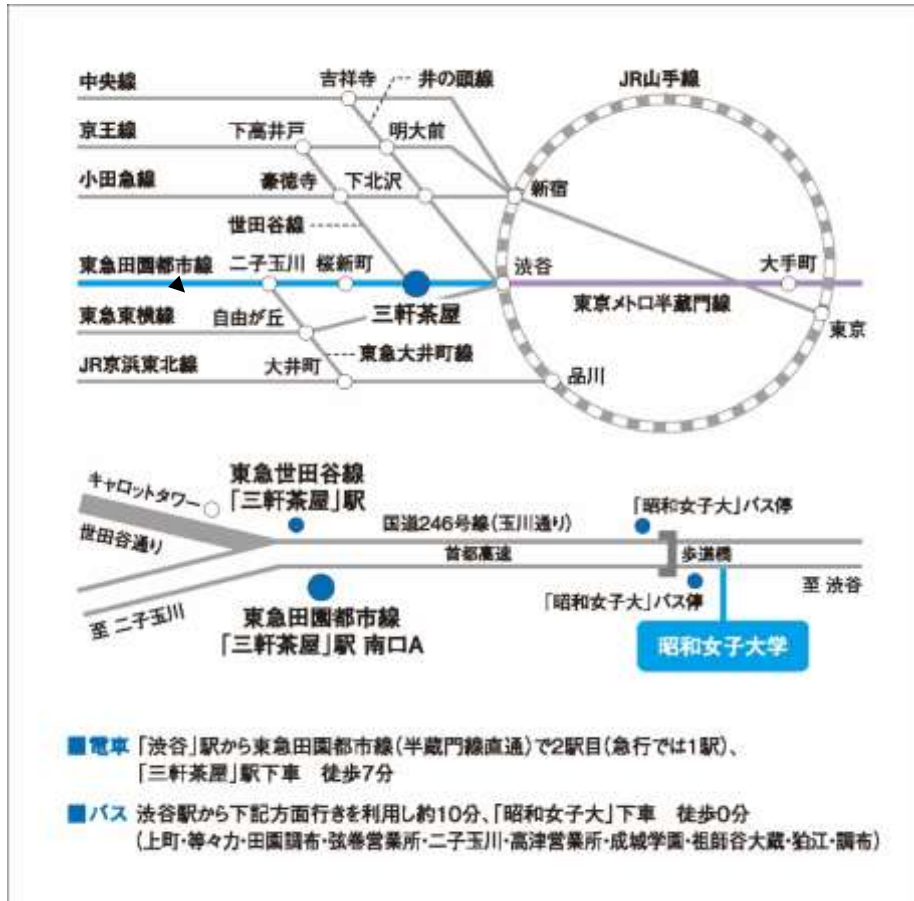 中央線
吉祥寺
井の頭線
JR山手線
京王線
下高井戸
明大前
小田急線
豪徳寺
下北沢
新宿
世田谷線
東急田園都市線
二子玉川
桜新町
渋谷
大手町
三軒茶屋
東京メトロ半蔵門線
東急東横線
自由が丘
東京
東急大井町線
JR京浜東北線
大井町
品川
キャロットタワー
東急世田谷線
「三軒茶屋」駅
世田谷通り
国道246号線(玉川通り)
「昭和女子大」バス停
首都高速
歩道橋
至 渋谷
至 二子玉川
東急田園都市線
「三軒茶屋」駅 南口A
「昭和女子大」バス停
昭和女子大学
■電車 「渋谷」駅から東急田園都市線(半蔵門線直通)で2駅目(急行では1駅)、
「三軒茶屋」駅下車 徒歩7分
■バス 渋谷駅から下記方面行きを利用し約10分、「昭和女子大」下車 徒歩0分
(上町・等々力・田園調布・弦巻営業所・二子玉川・高津営業所・成城学園・祖師谷大蔵・狛江・調布)